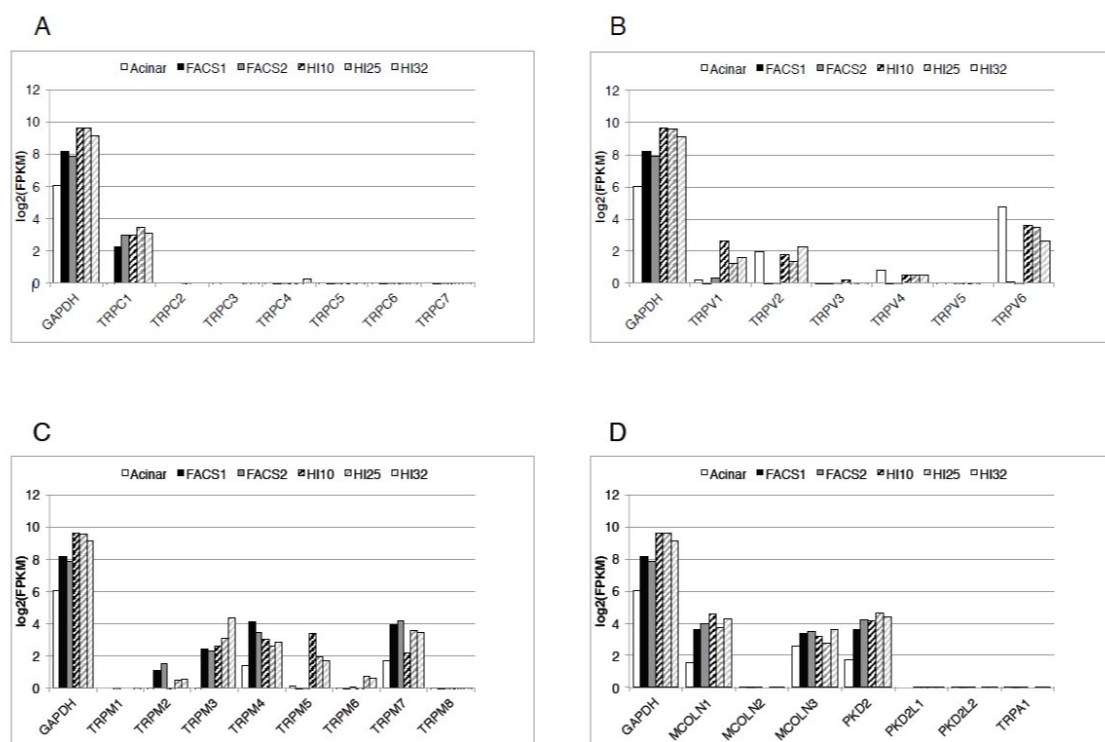 A
Acinar FACS1 FACS2 HI10 HI25 HI32
log2(FPKM)
12
10
8
6
4
2
0
GAPDH TRPC1 TRPC2 TRPC3 TRPC4 TRPC5 TRPC6 TRPC7
B
Acinar FACS1 FACS2 HI10 HI25 HI32
log2(FPKM)
12
10
8
6
4
2
0
GAPDH TRPV1 TRPV2 TRPV3 TRPV4 TRPV5 TRPV6
C
Acinar FACS1 FACS2 HI10 HI25 HI32
log2(FPKM)
12
10
8
6
4
2
0
GAPDH TRPM1 TRPM2 TRPM3 TRPM4 TRPM5 TRPM6 TRPM7 TRPM8
D
Acinar FACS1 FACS2 HI10 HI25 HI32
log2(FPKM)
12
10
8
6
4
2
0
GAPDH MCOLN1 MCOLN2 MCOLN3 PKD2 PKD2L1 PKD2L2 TRPA1